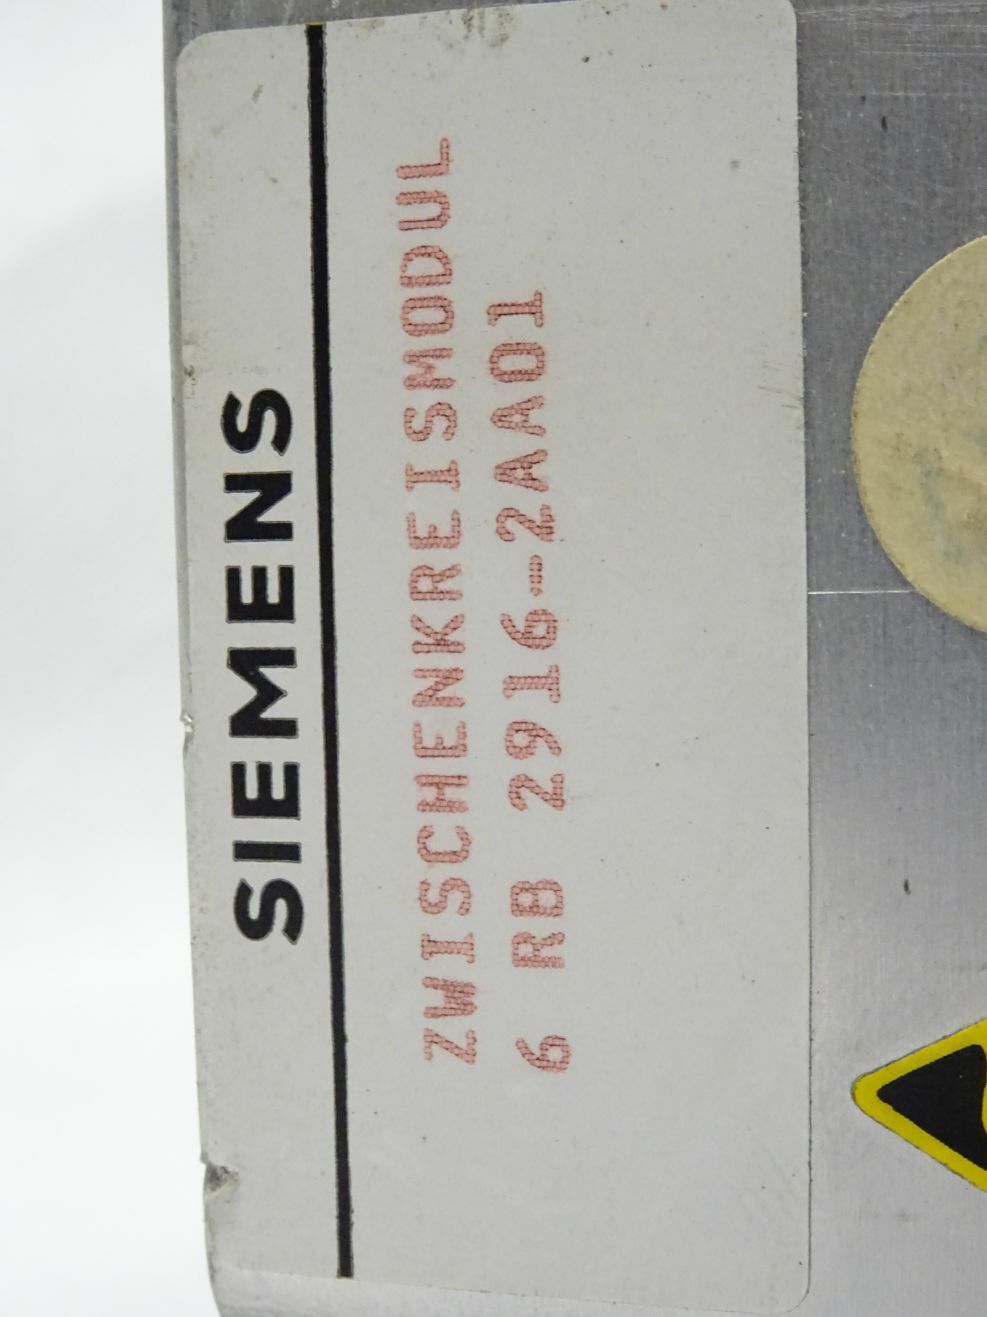 SIEMENS
ZWISCHENKREISMODUL
6 RB 2916-2AA01